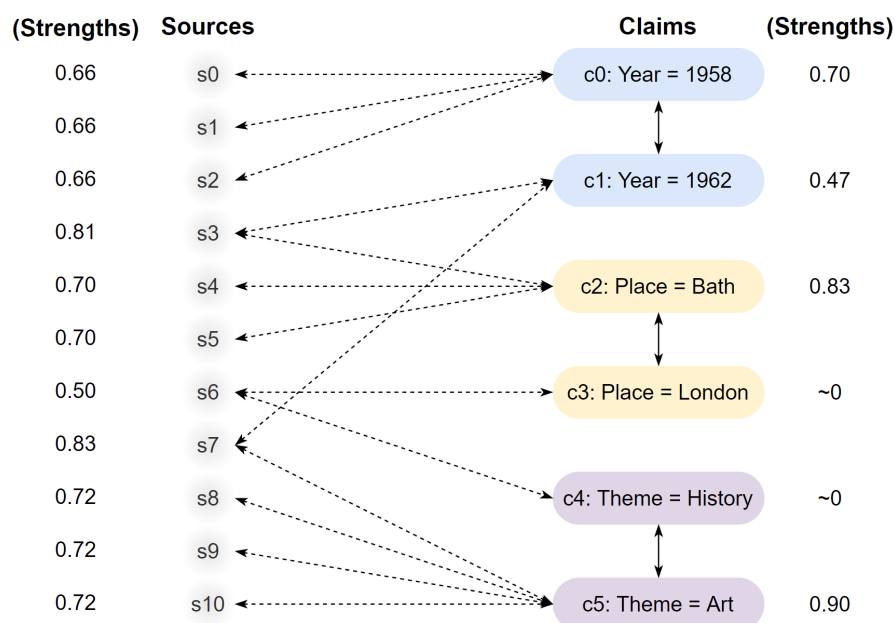 (Strengths) Sources Claims (Strengths)
0.66 s0 c0: Year = 1958 0.70
0.66 s1
0.66 s2 c1: Year = 1962 0.47
0.81 s3
0.70 s4 c2: Place = Bath 0.83
0.70 s5
0.50 s6 c3: Place = London ~0
0.83 s7
0.72 s8 c4: Theme = History ~0
0.72 s9
0.72 s10 c5: Theme = Art 0.90